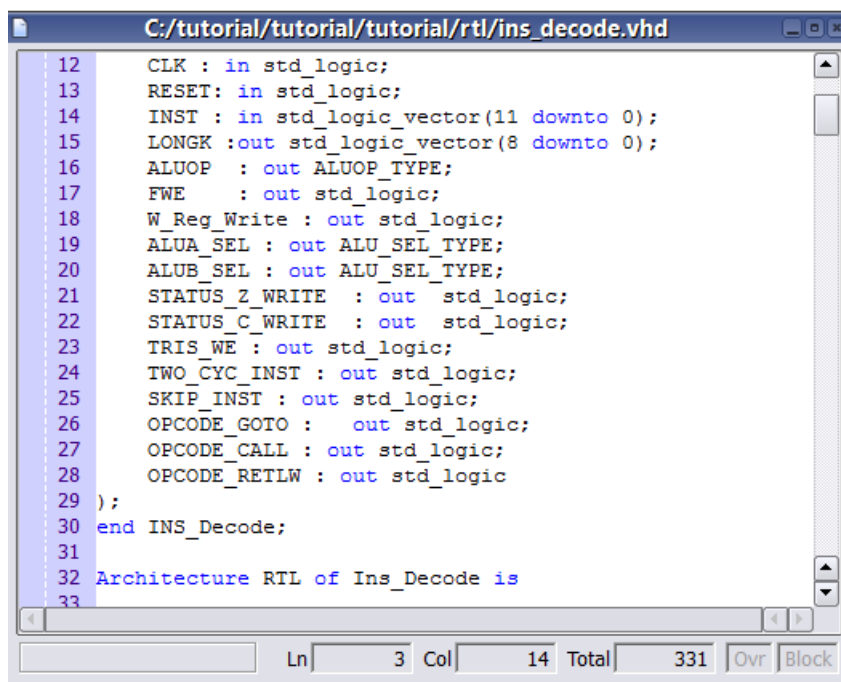 C:/tutorial/tutorial/tutorial/rtl/ins_decode.vhd
12 CLK : in std_logic;
13 RESET: in std_logic;
14 INST : in std_logic_vector(11 downto 0);
15 LONGK :out std_logic_vector(8 downto 0);
16 ALUOP : out ALUOP_TYPE;
17 FWE : out std_logic;
18 W_Reg_Write : out std_logic;
19 ALUA_SEL : out ALU_SEL_TYPE;
20 ALUB_SEL : out ALU_SEL_TYPE;
21 STATUS_Z_WRITE : out std_logic;
22 STATUS_C_WRITE : out std_logic;
23 TRIS_WE : out std_logic;
24 TWO_CYC_INST : out std_logic;
25 SKIP_INST : out std_logic;
26 OPCODE_GOTO : out std_logic;
27 OPCODE_CALL : out std_logic;
28 OPCODE_RETLW : out std_logic
29 );
30 end INS_Decode;
31
32 Architecture RTL of Ins_Decode is
33
Ln 3 Col 14 Total 331 Ovr Block